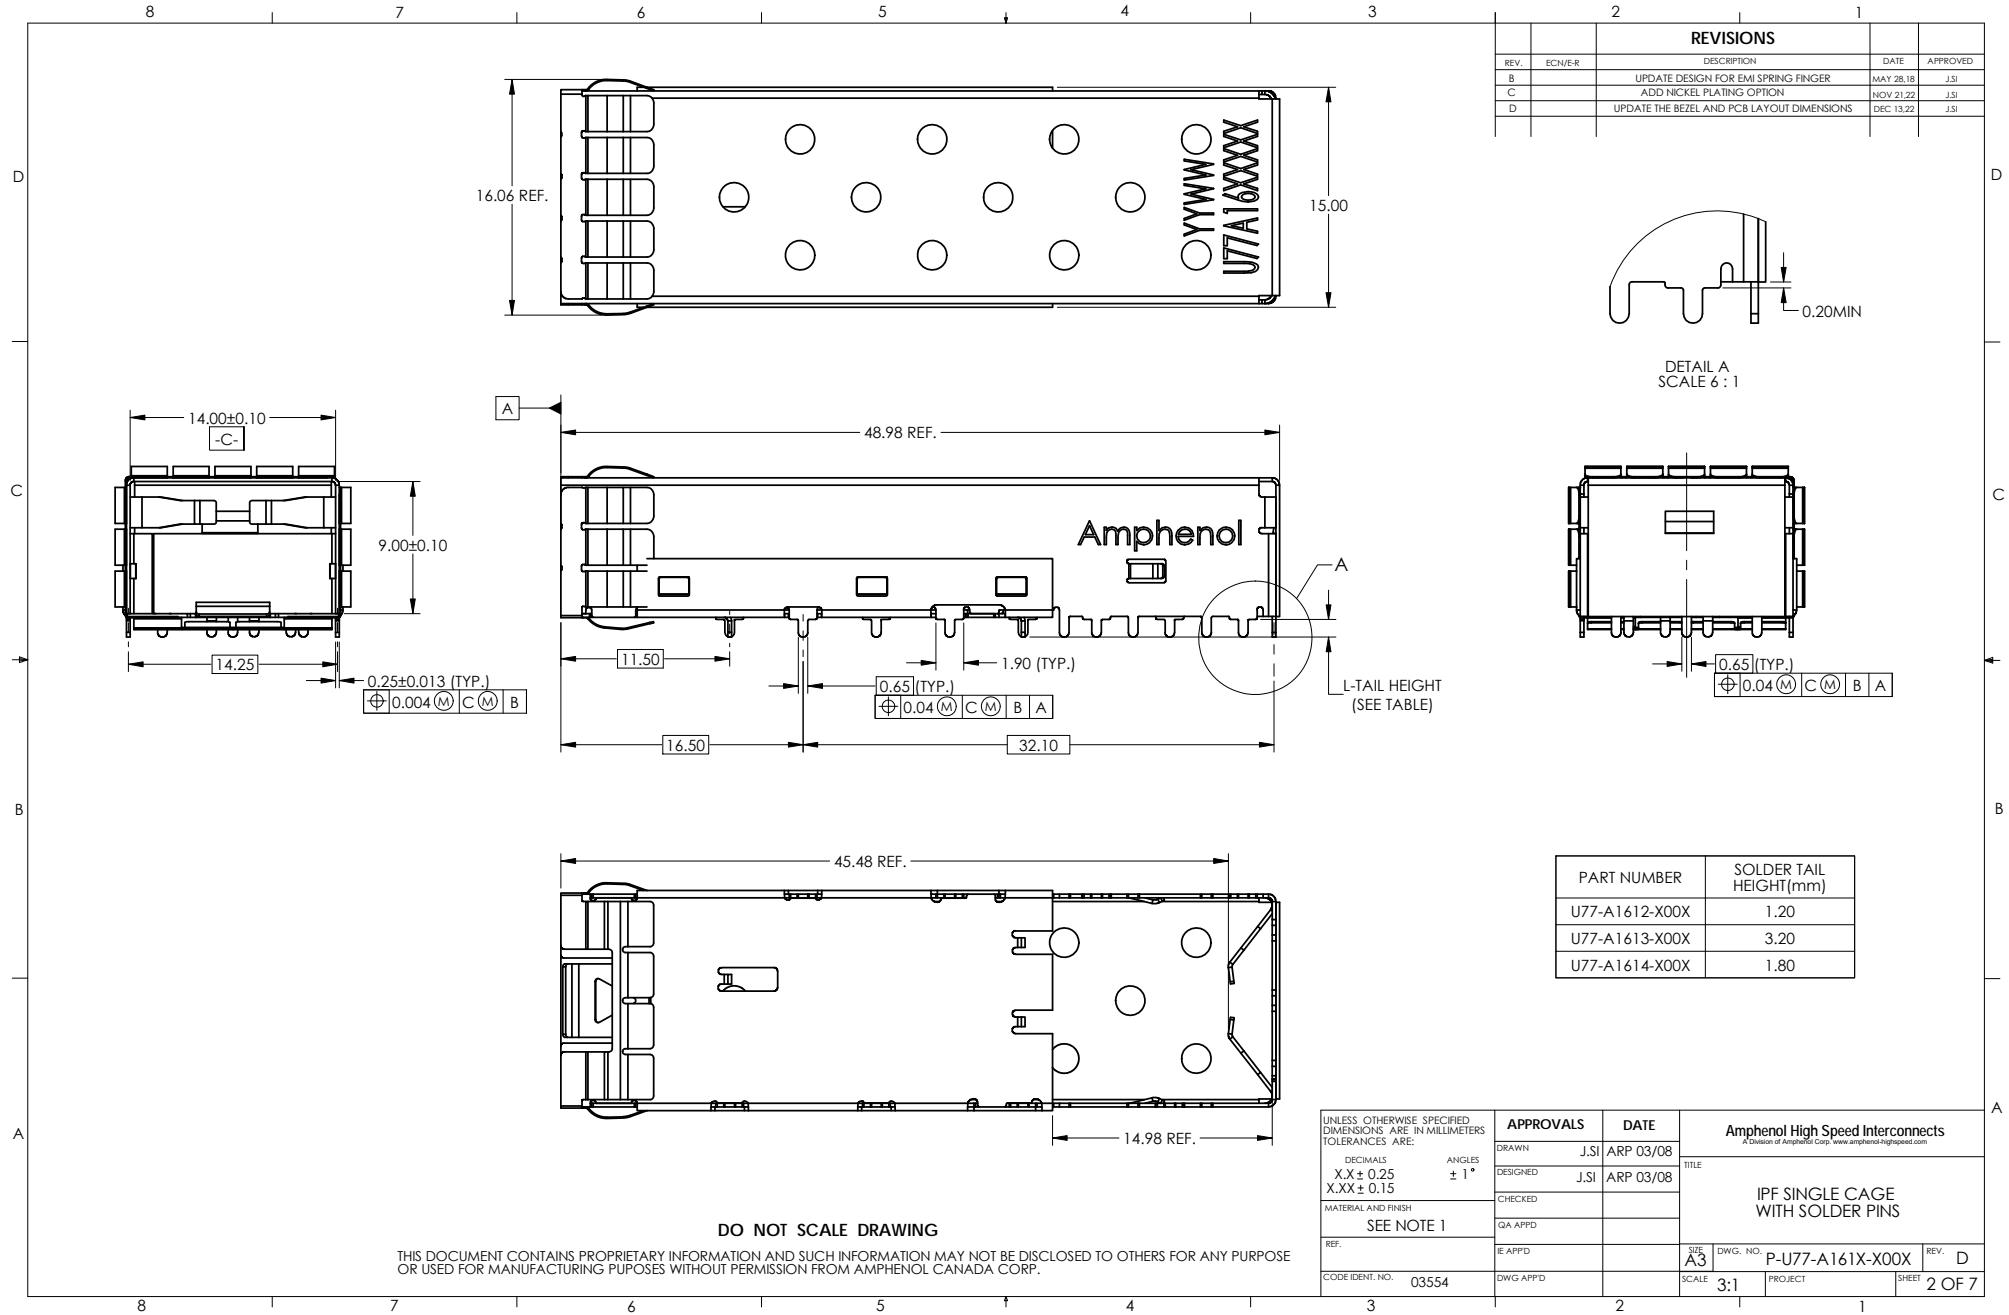 8 7 6 5 4 3 2 1
REVISIONS
REV. ECN/E-R DESCRIPTION DATE APPROVED
B UPDATE DESIGN FOR EMI SPRING FINGER MAY 28,18 J.SI
C ADD NICKEL PLATING OPTION NOV 21,22 J.SI
D UPDATE THE BEZEL AND PCB LAYOUT DIMENSIONS DEC 13,22 J.SI
D D
16.06 REF.
15.00
YYWW
U77A16XXXX
0.20MIN
DETAIL A
SCALE 6 : 1
A
14.00±0.10
-C-
48.98 REF.
C C
9.00±0.10
Amphenol
A
14.25
0.25±0.013 (TYP.)
⌖ 0.004 Ⓜ C Ⓜ B
11.50
1.90 (TYP.)
0.65 (TYP.)
⌖ 0.04 Ⓜ C Ⓜ B A
L-TAIL HEIGHT
(SEE TABLE)
0.65 (TYP.)
⌖ 0.04 Ⓜ C Ⓜ B A
16.50
32.10
B B
45.48 REF.
PART NUMBER SOLDER TAIL
HEIGHT(mm)
U77-A1612-X00X 1.20
U77-A1613-X00X 3.20
U77-A1614-X00X 1.80
14.98 REF.
A A
UNLESS OTHERWISE SPECIFIED
DIMENSIONS ARE IN MILLIMETERS
TOLERANCES ARE:
DECIMALS ANGLES
X.X ± 0.25 ± 1°
X.XX ± 0.15
MATERIAL AND FINISH
SEE NOTE 1
REF.
CODE IDENT. NO. 03554
APPROVALS DATE
DRAWN J.SI ARP 03/08
DESIGNED J.SI ARP 03/08
CHECKED
QA APPD
IE APP'D
DWG APP'D
Amphenol High Speed Interconnects
A Division of Amphenol Corp. www.amphenol-highspeed.com
TITLE
IPF SINGLE CAGE
WITH SOLDER PINS
SIZE A3 DWG. NO. P-U77-A161X-X00X REV. D
SCALE 3:1 PROJECT SHEET 2 OF 7
DO NOT SCALE DRAWING
THIS DOCUMENT CONTAINS PROPRIETARY INFORMATION AND SUCH INFORMATION MAY NOT BE DISCLOSED TO OTHERS FOR ANY PURPOSE
OR USED FOR MANUFACTURING PUPOSES WITHOUT PERMISSION FROM AMPHENOL CANADA CORP.
8 7 6 5 4 3 2 1